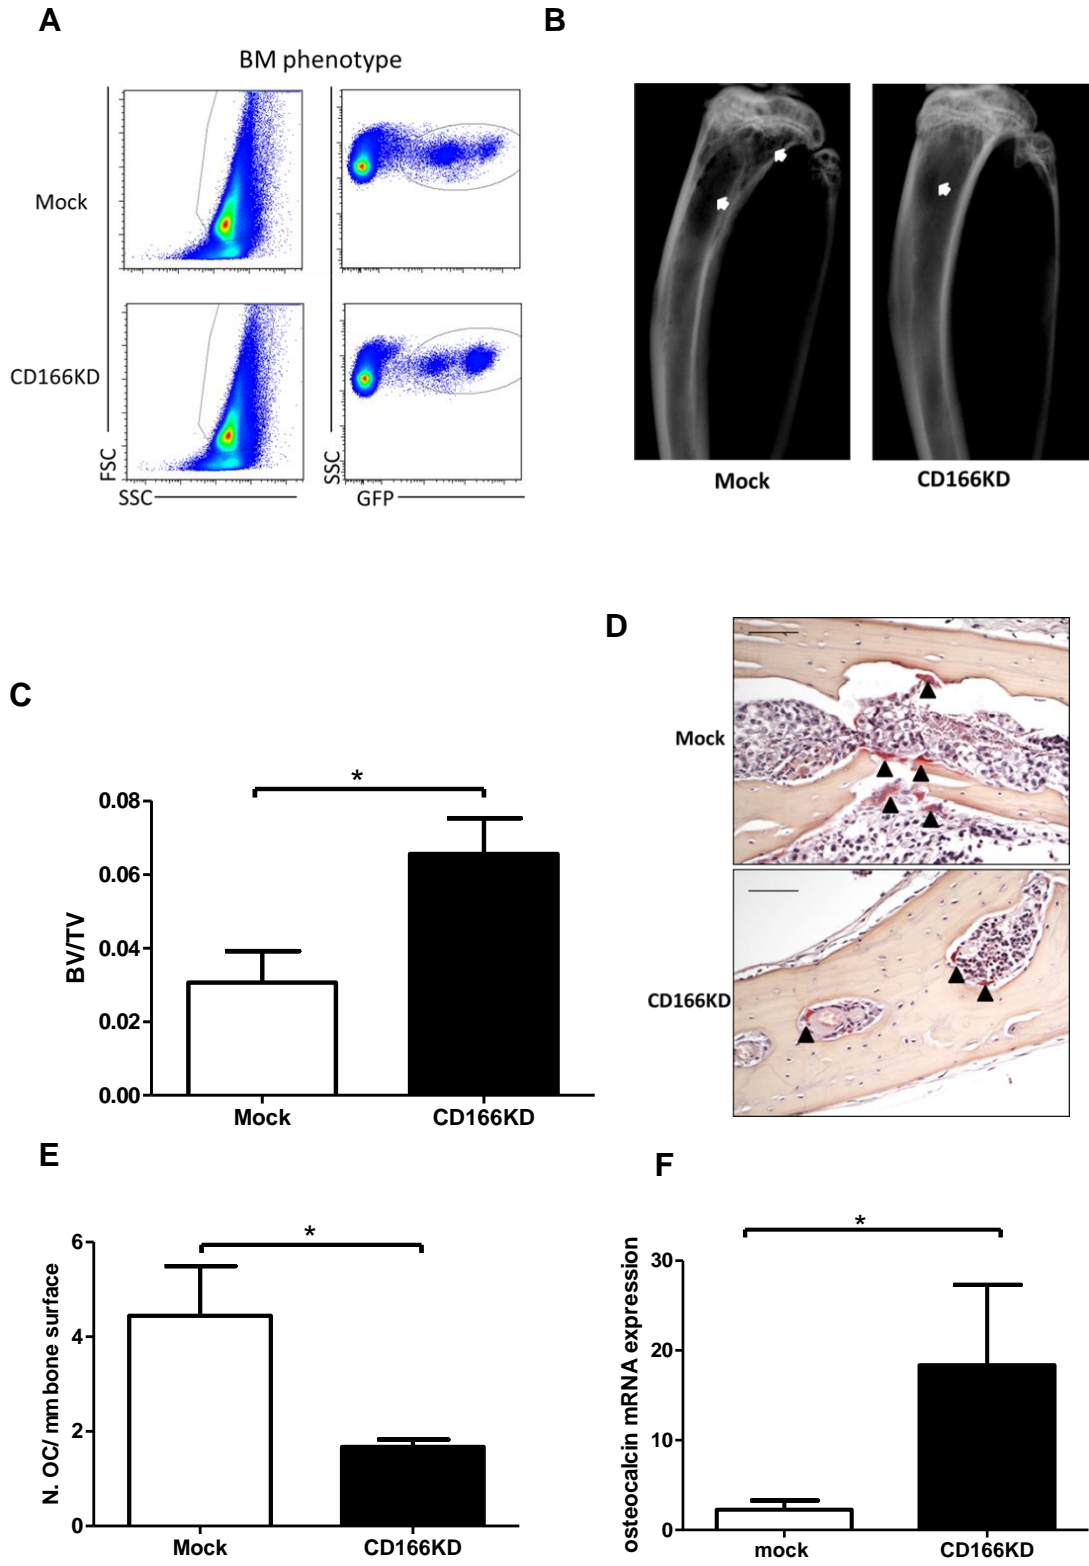 A
BM phenotype
Mock
CD166KD
FSC
SSC
SSC
GFP
B
Mock
CD166KD
C
BV/TV
*
0.08
0.06
0.04
0.02
0.00
Mock
CD166KD
D
Mock
CD166KD
E
N. OC/ mm bone surface
*
6
4
2
0
Mock
CD166KD
F
osteocalcin mRNA expression
*
30
20
10
0
mock
CD166KD